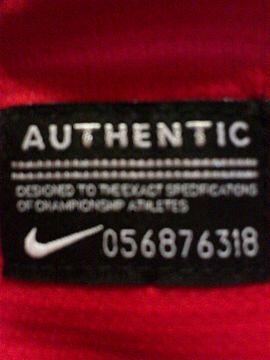 AUTHENTIC
DESIGNED TO THE EXACT SPECIFICATIONS
OF CHAMPIONSHIP ATHLETES
056876318